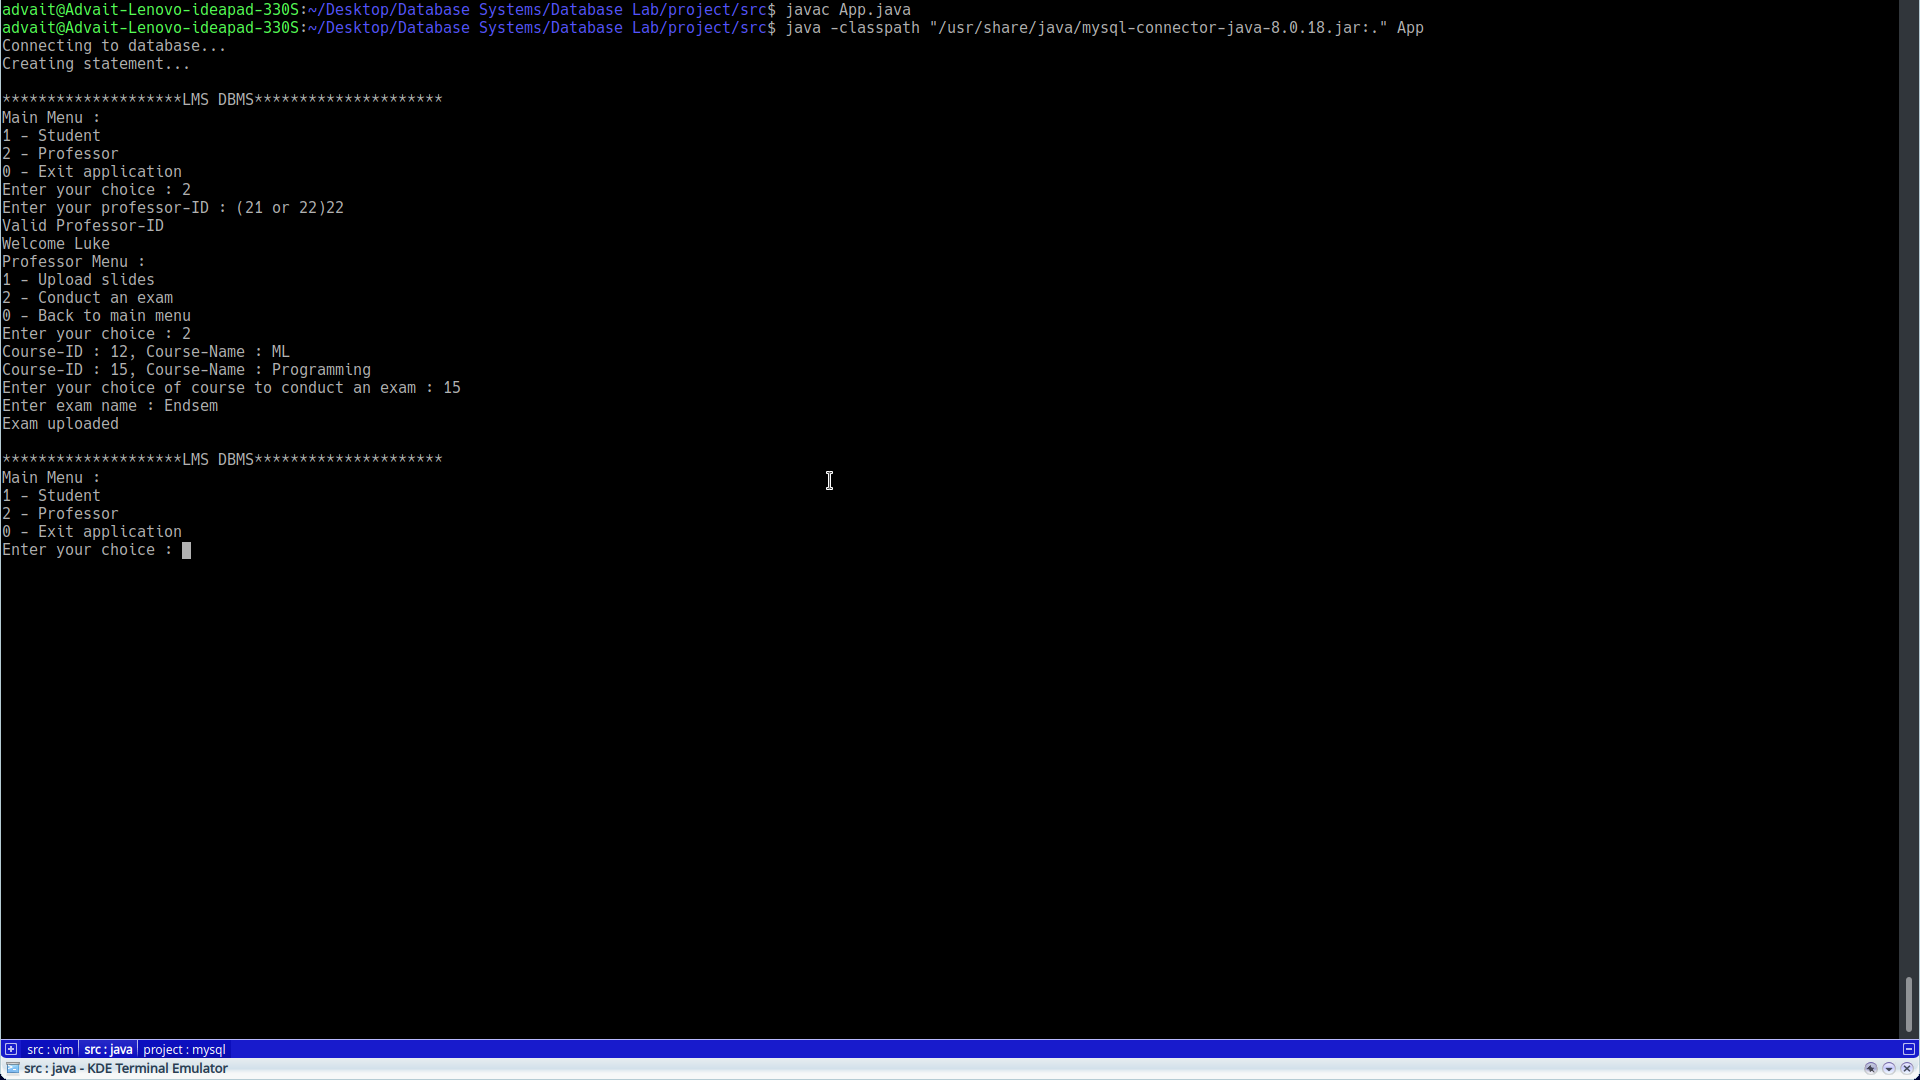 advait@Advait-Lenovo-ideapad-330S:~/Desktop/Database Systems/Database Lab/project/src$ javac App.java
advait@Advait-Lenovo-ideapad-330S:~/Desktop/Database Systems/Database Lab/project/src$ java -classpath "/usr/share/java/mysql-connector-java-8.0.18.jar:." App
Connecting to database...
Creating statement...
********************LMS DBMS*********************
Main Menu :
1 - Student
2 - Professor
0 - Exit application
Enter your choice : 2
Enter your professor-ID : (21 or 22)22
Valid Professor-ID
Welcome Luke
Professor Menu :
1 - Upload slides
2 - Conduct an exam
0 - Back to main menu
Enter your choice : 2
Course-ID : 12, Course-Name : ML
Course-ID : 15, Course-Name : Programming
Enter your choice of course to conduct an exam : 15
Enter exam name : Endsem
Exam uploaded
********************LMS DBMS*********************
Main Menu :
1 - Student
2 - Professor
0 - Exit application
Enter your choice :
src : vim src : java project : mysql
src : java - KDE Terminal Emulator